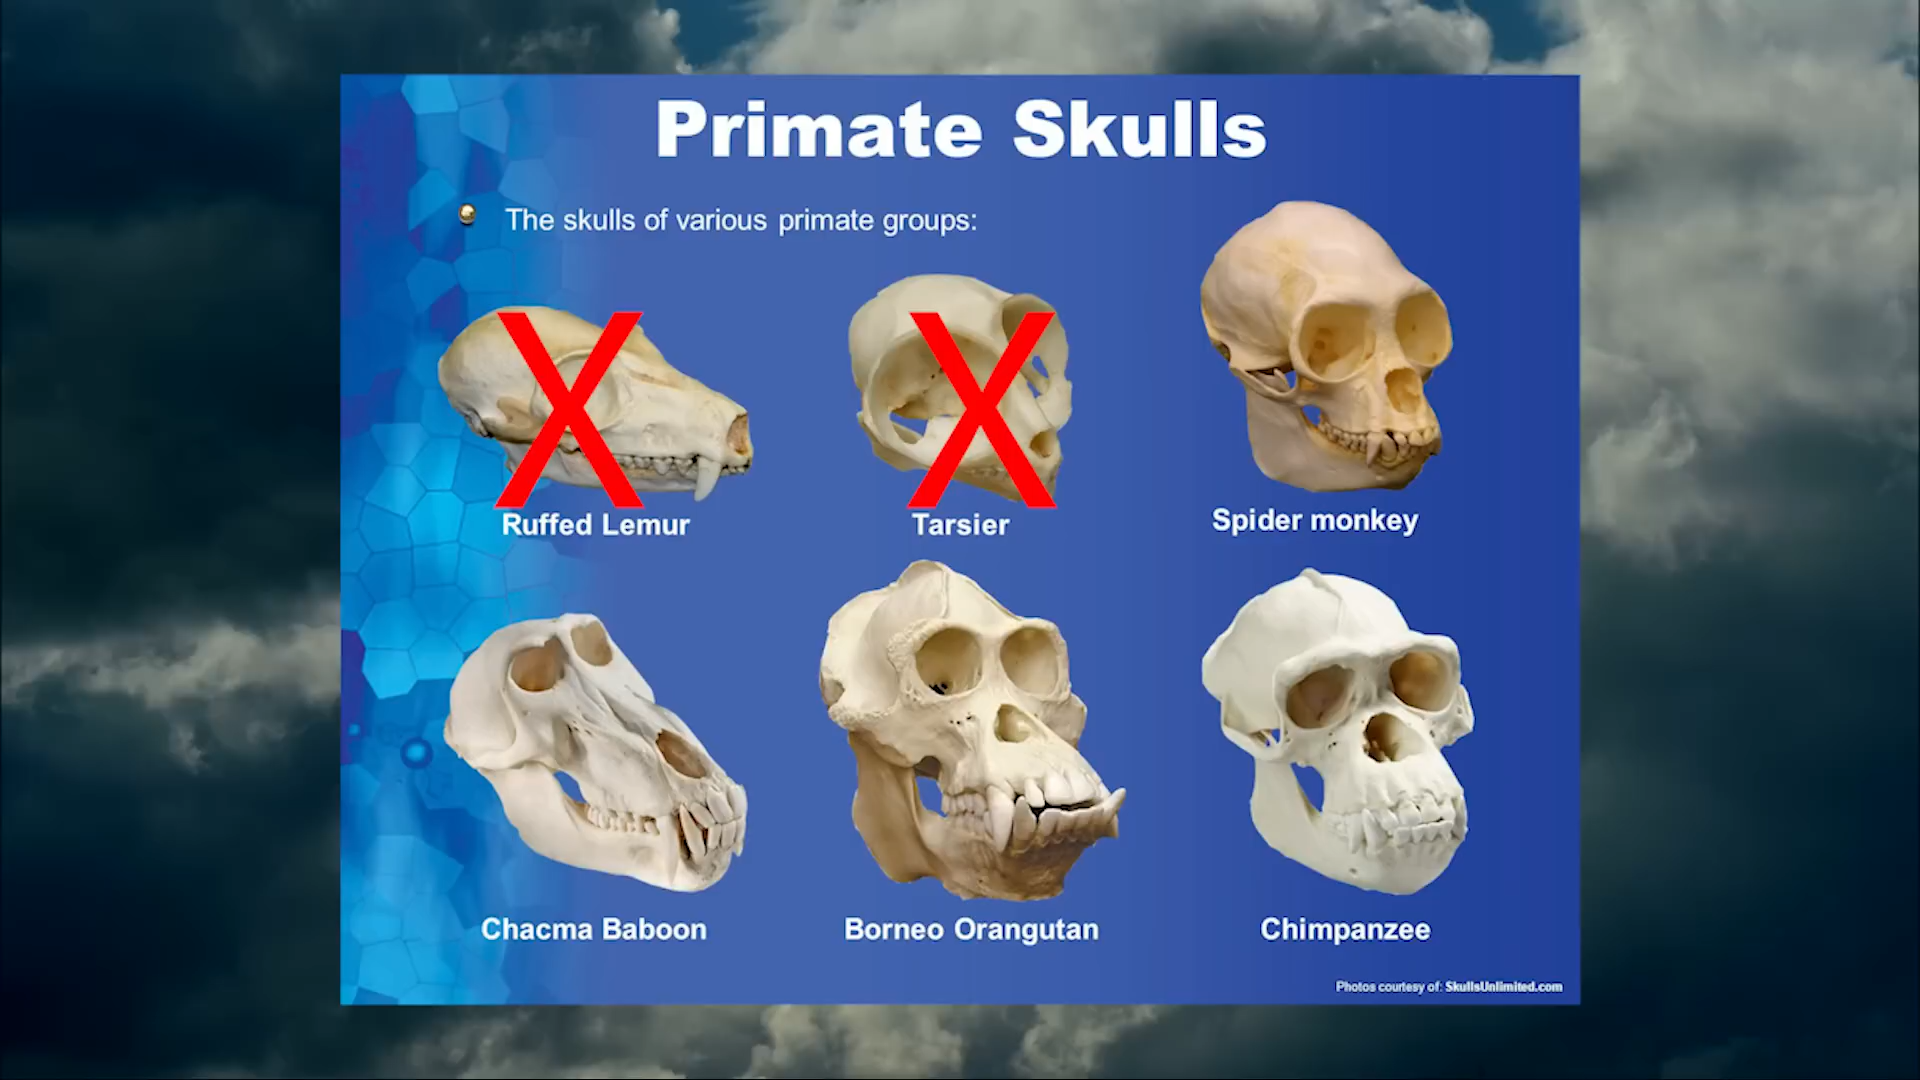 Primate Skulls
The skulls of various primate groups:
X
X
Ruffed Lemur
Tarsier
Spider monkey
Chacma Baboon
Borneo Orangutan
Chimpanzee
Photos courtesy of: SkullsUnlimited.com